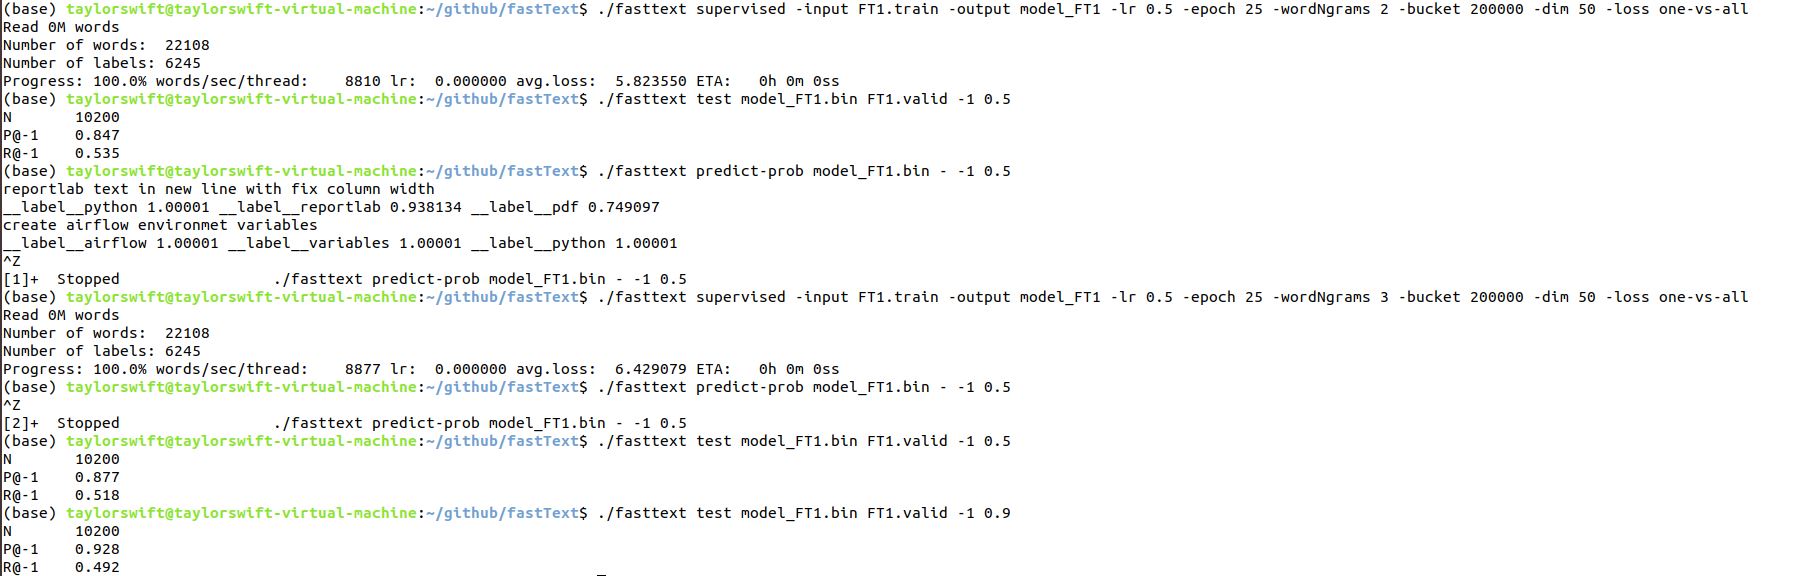 (base) taylorswift@taylorswift-virtual-machine:~/github/fastText$ ./fasttext supervised -input FT1.train -output model_FT1 -lr 0.5 -epoch 25 -wordNgrams 2 -bucket 200000 -dim 50 -loss one-vs-all
Read 0M words
Number of words:  22108
Number of labels: 6245
Progress: 100.0% words/sec/thread:    8810 lr:  0.000000 avg.loss:  5.823550 ETA:   0h 0m 0ss
(base) taylorswift@taylorswift-virtual-machine:~/github/fastText$ ./fasttext test model_FT1.bin FT1.valid -1 0.5
N       10200
P@-1    0.847
R@-1    0.535
(base) taylorswift@taylorswift-virtual-machine:~/github/fastText$ ./fasttext predict-prob model_FT1.bin - -1 0.5
reportlab text in new line with fix column width
__label__python 1.00001 __label__reportlab 0.938134 __label__pdf 0.749097
create airflow environmet variables
__label__airflow 1.00001 __label__variables 1.00001 __label__python 1.00001
^Z
[1]+  Stopped                 ./fasttext predict-prob model_FT1.bin - -1 0.5
(base) taylorswift@taylorswift-virtual-machine:~/github/fastText$ ./fasttext supervised -input FT1.train -output model_FT1 -lr 0.5 -epoch 25 -wordNgrams 3 -bucket 200000 -dim 50 -loss one-vs-all
Read 0M words
Number of words:  22108
Number of labels: 6245
Progress: 100.0% words/sec/thread:    8877 lr:  0.000000 avg.loss:  6.429079 ETA:   0h 0m 0ss
(base) taylorswift@taylorswift-virtual-machine:~/github/fastText$ ./fasttext predict-prob model_FT1.bin - -1 0.5
^Z
[2]+  Stopped                 ./fasttext predict-prob model_FT1.bin - -1 0.5
(base) taylorswift@taylorswift-virtual-machine:~/github/fastText$ ./fasttext test model_FT1.bin FT1.valid -1 0.5
N       10200
P@-1    0.877
R@-1    0.518
(base) taylorswift@taylorswift-virtual-machine:~/github/fastText$ ./fasttext test model_FT1.bin FT1.valid -1 0.9
N       10200
P@-1    0.928
R@-1    0.492